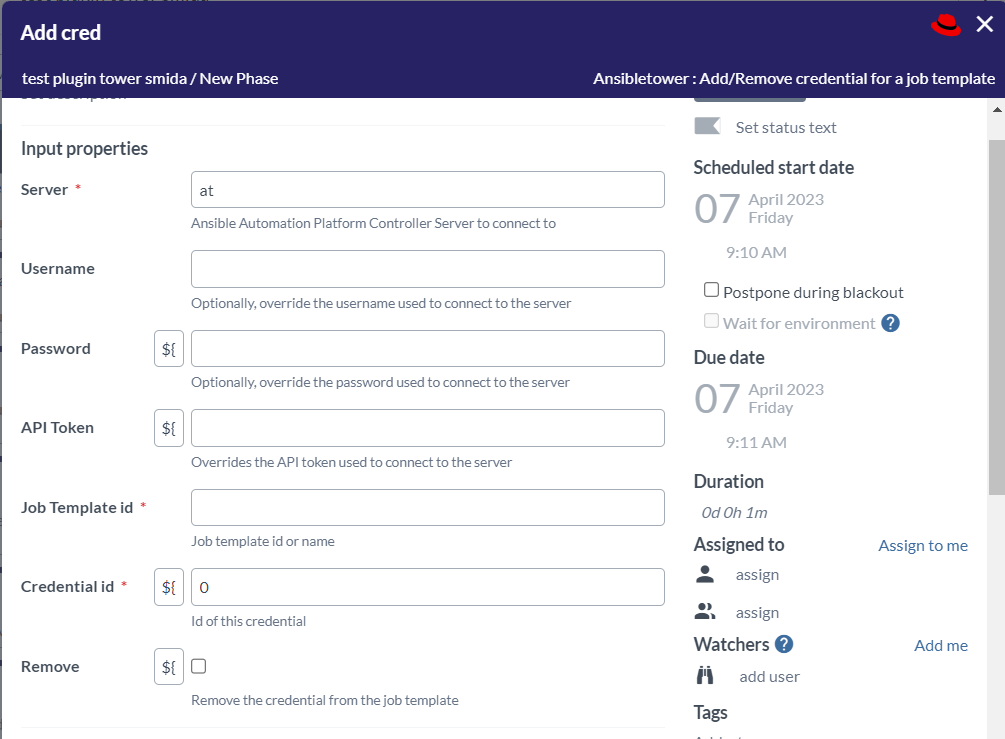 Add cred
test plugin tower smida / New Phase
Ansibletower : Add/Remove credential for a job template
Input properties
Server *
at
Ansible Automation Platform Controller Server to connect to
Username
Optionally, override the username used to connect to the server
Password
${
Optionally, override the password used to connect to the server
API Token
${
Overrides the API token used to connect to the server
Job Template id *
Job template id or name
Credential id *
${
0
Id of this credential
Remove
${
Remove the credential from the job template
Set status text
Scheduled start date
07
April 2023
Friday
9:10 AM
Postpone during blackout
Wait for environment ?
Due date
07
April 2023
Friday
9:11 AM
Duration
0d 0h 1m
Assigned to
Assign to me
assign
assign
Watchers ?
Add me
add user
Tags